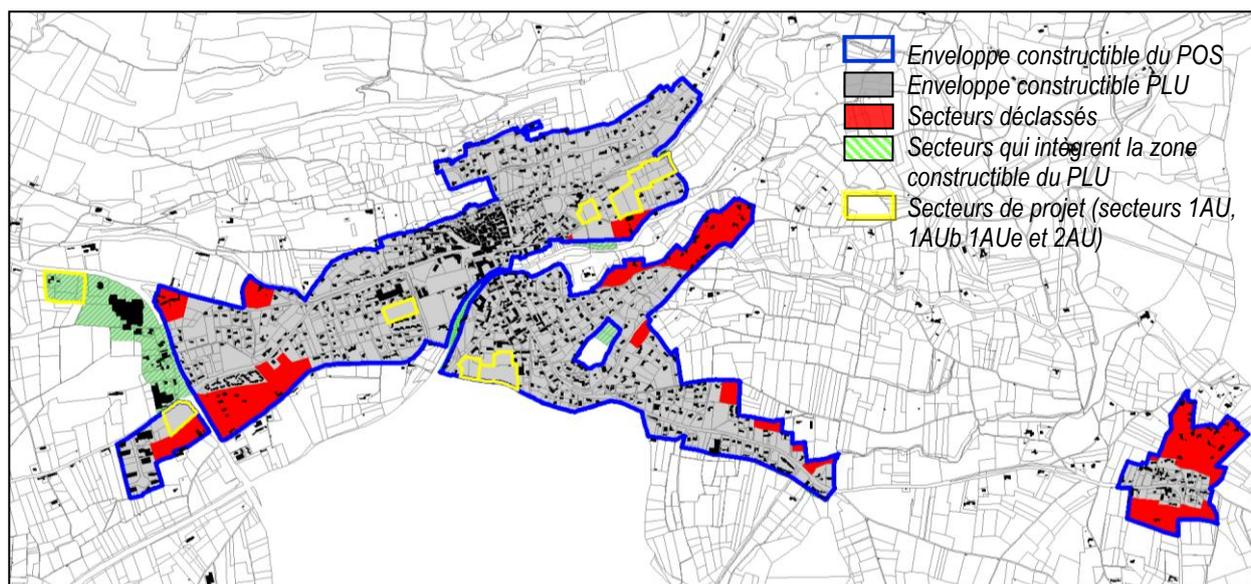 Enveloppe constructible du POS
Enveloppe constructible PLU
Secteurs déclassés
Secteurs qui intègrent la zone
constructible du PLU
Secteurs de projet (secteurs 1AU,
1AUb,1AUe et 2AU)